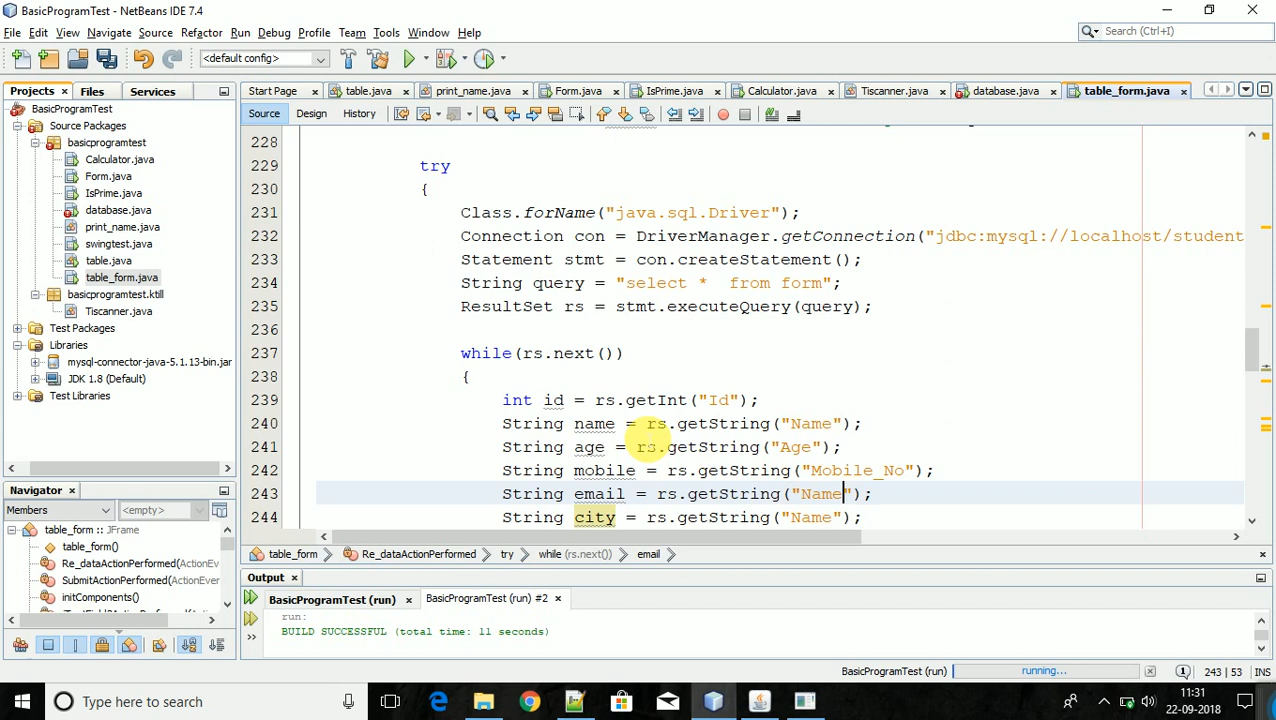 BasicProgramTest - NetBeans IDE 7.4
File Edit View Navigate Source Refactor Run Debug Profile Team Tools Window Help
Search (Ctrl+I)
<default config>
Projects Files Services
Start Page table.java print_name.java Form.java IsPrime.java Calculator.java Tiscanner.java database.java table_form.java
Source Design History
BasicProgramTest
Source Packages
basicprogramtest
Calculator.java
Form.java
IsPrime.java
database.java
print_name.java
swingtest.java
table.java
table_form.java
basicprogramtest.ktill
Tiscanner.java
Test Packages
Libraries
mysql-connector-java-5.1.13-bin.jar
JDK 1.8 (Default)
Test Libraries
228
229 try
230 {
231 Class.forName("java.sql.Driver");
232 Connection con = DriverManager.getConnection("jdbc:mysql://localhost/student
233 Statement stmt = con.createStatement();
234 String query = "select *  from form";
235 ResultSet rs = stmt.executeQuery(query);
236
237 while(rs.next())
238 {
239 int id = rs.getInt("Id");
240 String name = rs.getString("Name");
241 String age = rs.getString("Age");
242 String mobile = rs.getString("Mobile_No");
243 String email = rs.getString("Name");
244 String city = rs.getString("Name");
Navigator
Members <empty>
table_form :: JFrame
table_form()
Re_dataActionPerformed(ActionEv
SubmitActionPerformed(ActionEver
initComponents()
table_form Re_dataActionPerformed try while (rs.next()) email
Output
BasicProgramTest (run) BasicProgramTest (run) #2
run:
BUILD SUCCESSFUL (total time: 11 seconds)
BasicProgramTest (run) running... 1 243 | 53 INS
Type here to search
11:31
22-09-2018